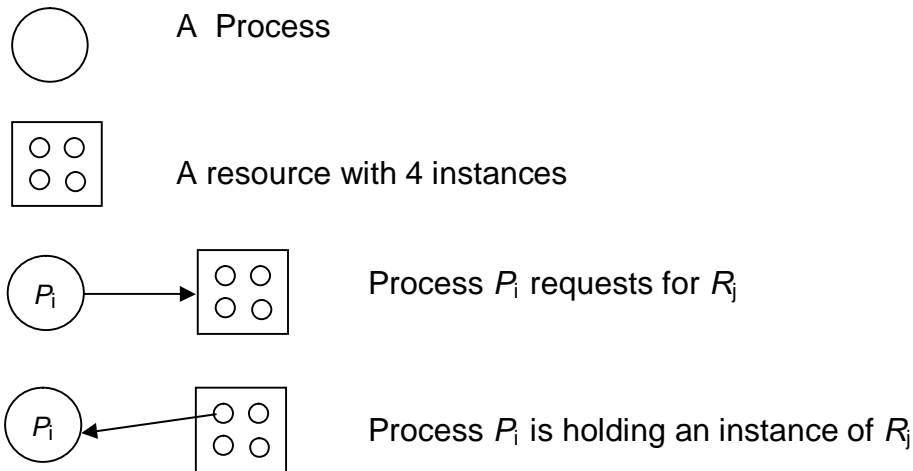 A Process
A resource with 4 instances
Pi
Process Pi requests for Rj
Pi
Process Pi is holding an instance of Rj